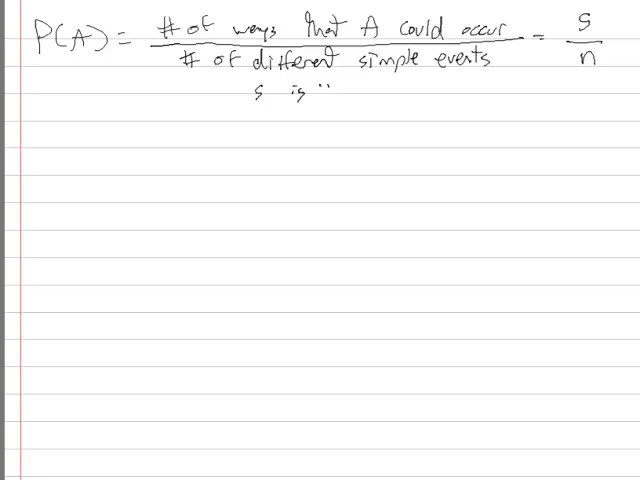 P(A) = # of ways that A could occur / # of different simple events = s / n
s is "